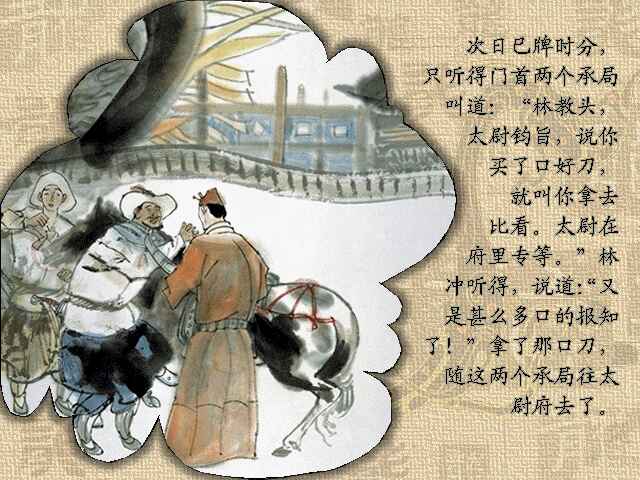 次日巳牌时分，
只听得门首两个承局
叫道：“林教头，
太尉钧旨，说你
买了口好刀，
就叫你拿去
比看。太尉在
府里专等。”林
冲听得，说道:“又
是甚么多口的报知
了！”拿了那口刀，
随这两个承局往太
尉府去了。